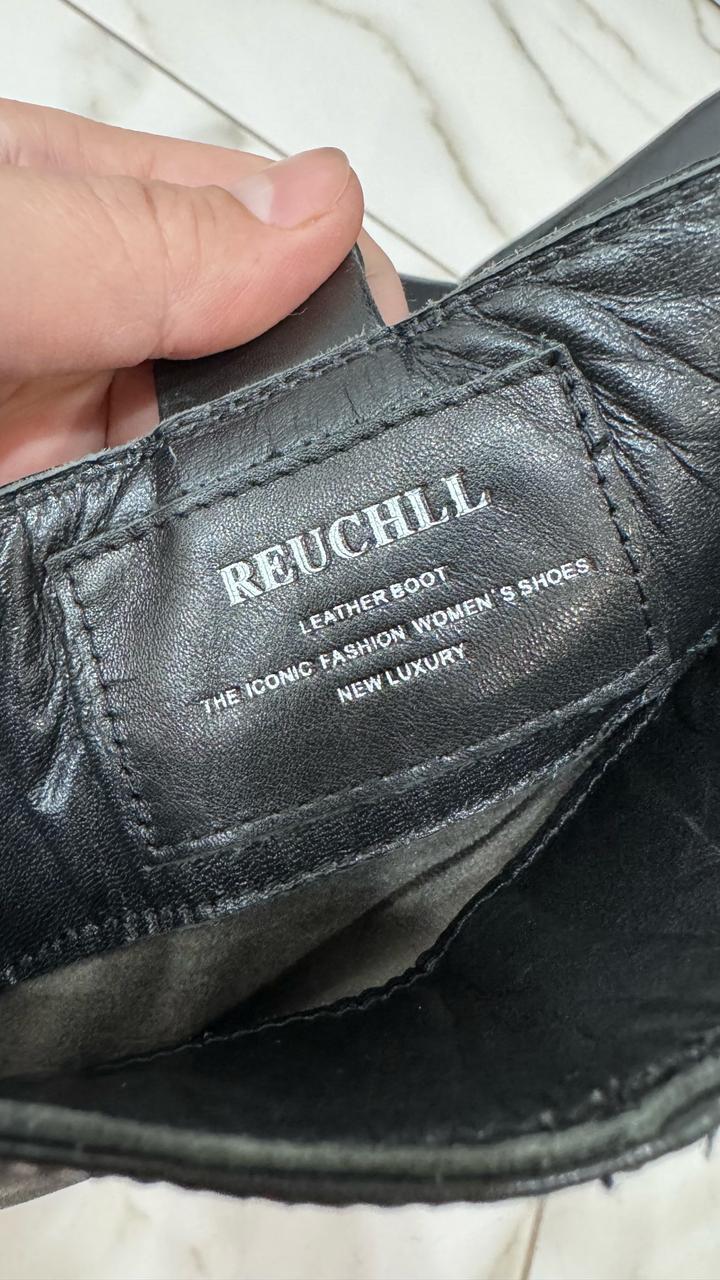 REUCHLL
LEATHER BOOT
THE ICONIC FASHION WOMEN'S SHOES
NEW LUXURY